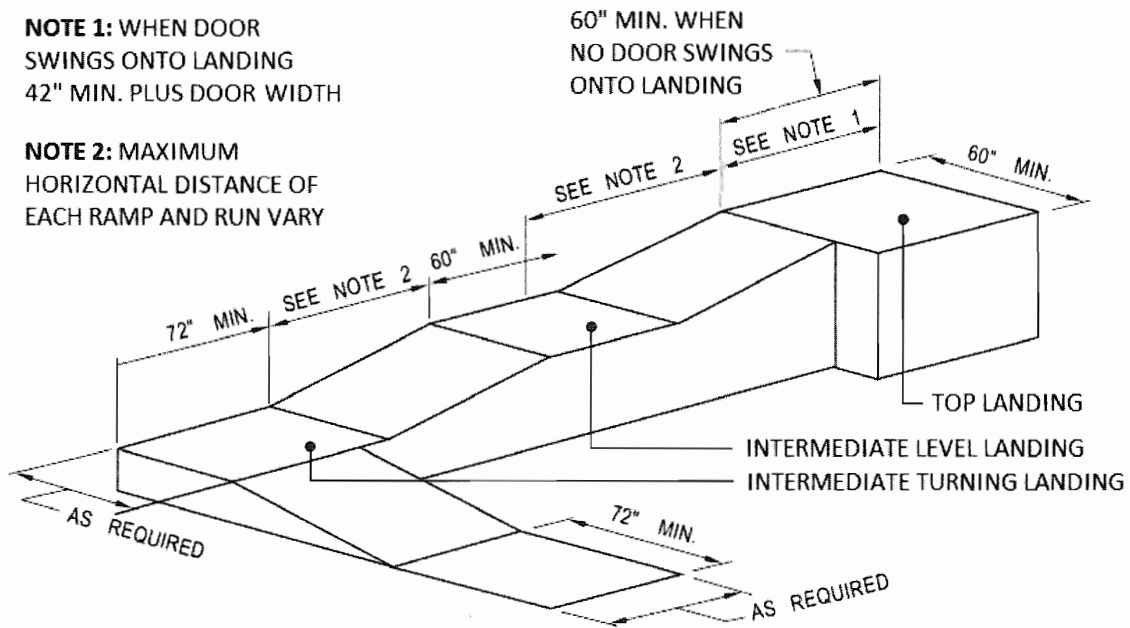 NOTE 1: WHEN DOOR
SWINGS ONTO LANDING
42" MIN. PLUS DOOR WIDTH
60" MIN. WHEN
NO DOOR SWINGS
ONTO LANDING
NOTE 2: MAXIMUM
HORIZONTAL DISTANCE OF
EACH RAMP AND RUN VARY
SEE NOTE 1
SEE NOTE 2
60" MIN.
60" MIN.
SEE NOTE 2
72" MIN.
TOP LANDING
INTERMEDIATE LEVEL LANDING
INTERMEDIATE TURNING LANDING
AS REQUIRED
72" MIN.
AS REQUIRED